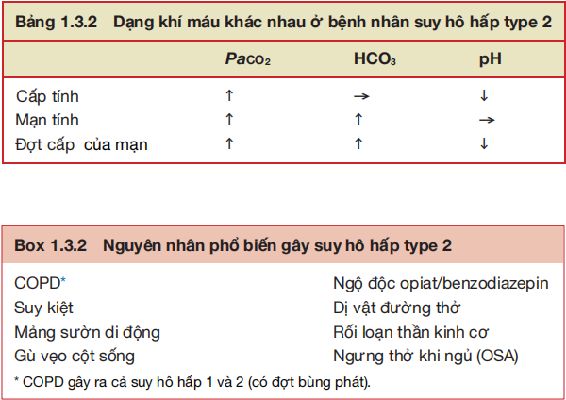 Bảng 1.3.2 Dạng khí máu khác nhau ở bệnh nhân suy hô hấp type 2
Paco₂ HCO₃ pH
Cấp tính ↑ → ↓
Mạn tính ↑ ↑ →
Đợt cấp của mạn ↑ ↑ ↓
Box 1.3.2 Nguyên nhân phổ biến gây suy hô hấp type 2
COPD* Ngộ độc opiat/benzodiazepin
Suy kiệt Dị vật đường thở
Mảng sườn di động Rối loạn thần kinh cơ
Gù vẹo cột sống Ngưng thở khi ngủ (OSA)
* COPD gây ra cả suy hô hấp 1 và 2 (có đợt bùng phát).